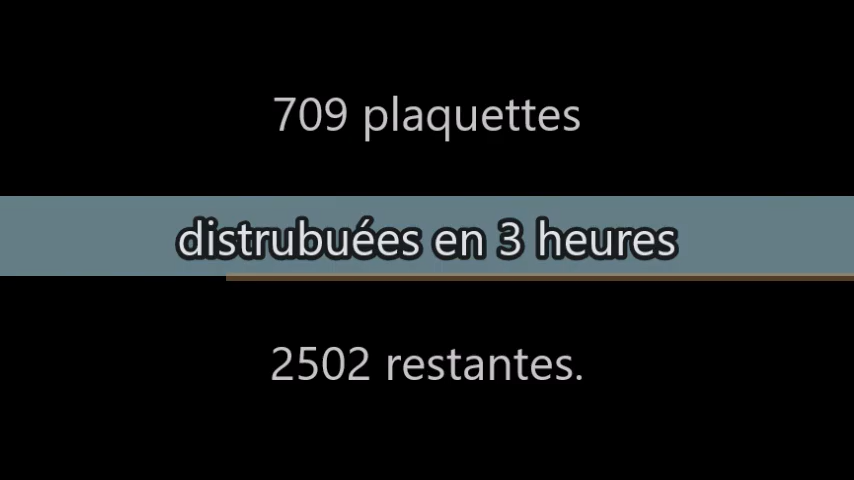 709 plaquettes
distrubuées en 3 heures
2502 restantes.